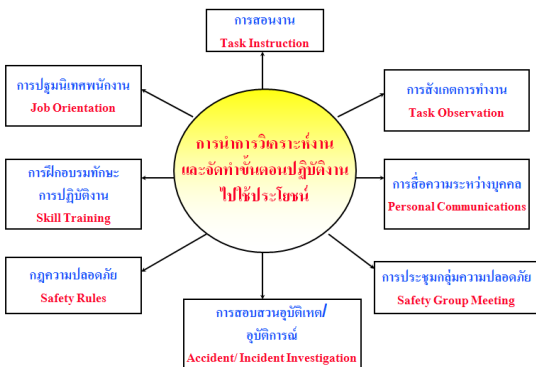 การสอนงาน
Task Instruction
การปฐมนิเทศพนักงาน
Job Orientation
การสังเกตการทำงาน
Task Observation
การนำการวิเคราะห์งาน
และจัดทำขั้นตอนปฏิบัติงาน
ไปใช้ประโยชน์
การฝึกอบรมทักษะ
การปฏิบัติงาน
Skill Training
การสื่อความระหว่างบุคคล
Personal Communications
กฎความปลอดภัย
Safety Rules
การประชุมกลุ่มความปลอดภัย
Safety Group Meeting
การสอบสวนอุบัติเหตุ/
อุบัติการณ์
Accident/ Incident Investigation